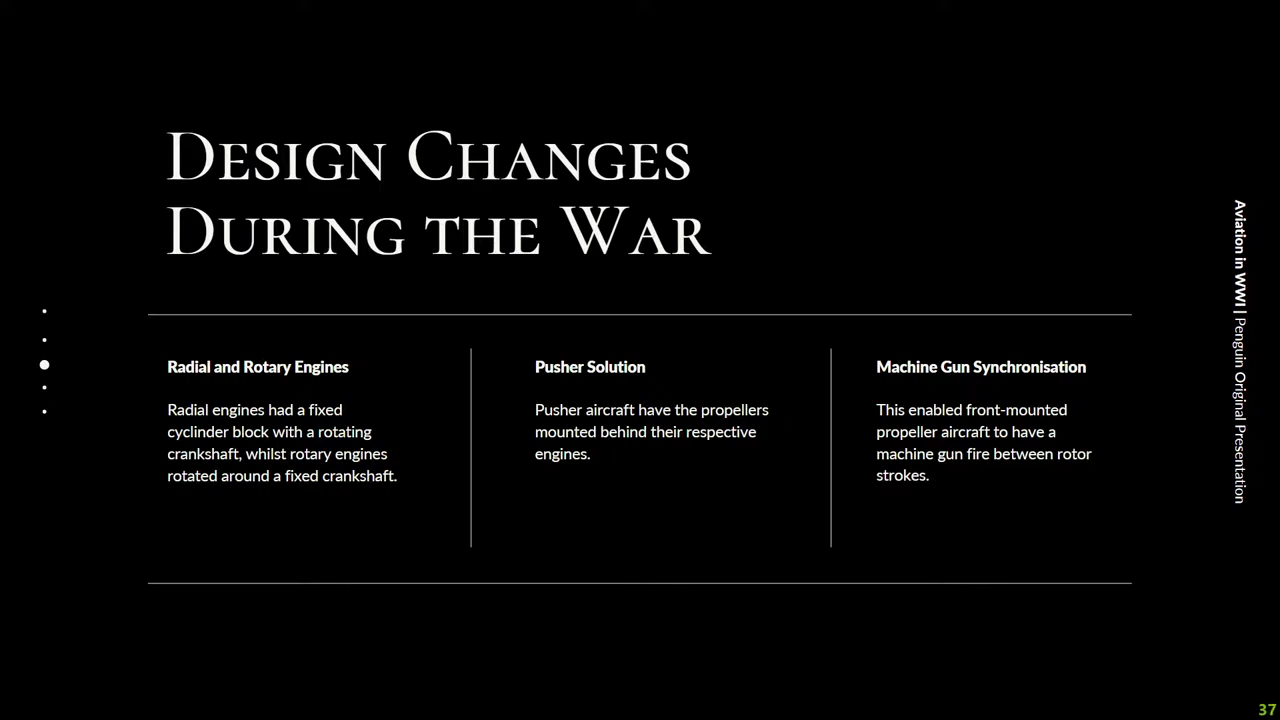 Design Changes
During the War
Radial and Rotary Engines
Radial engines had a fixed
cylinder block with a rotating
crankshaft, whilst rotary engines
rotated around a fixed crankshaft.
Pusher Solution
Pusher aircraft have the propellers
mounted behind their respective
engines.
Machine Gun Synchronisation
This enabled front-mounted
propeller aircraft to have a
machine gun fire between rotor
strokes.
Aviation in WWI | Penguin Original Presentation
37